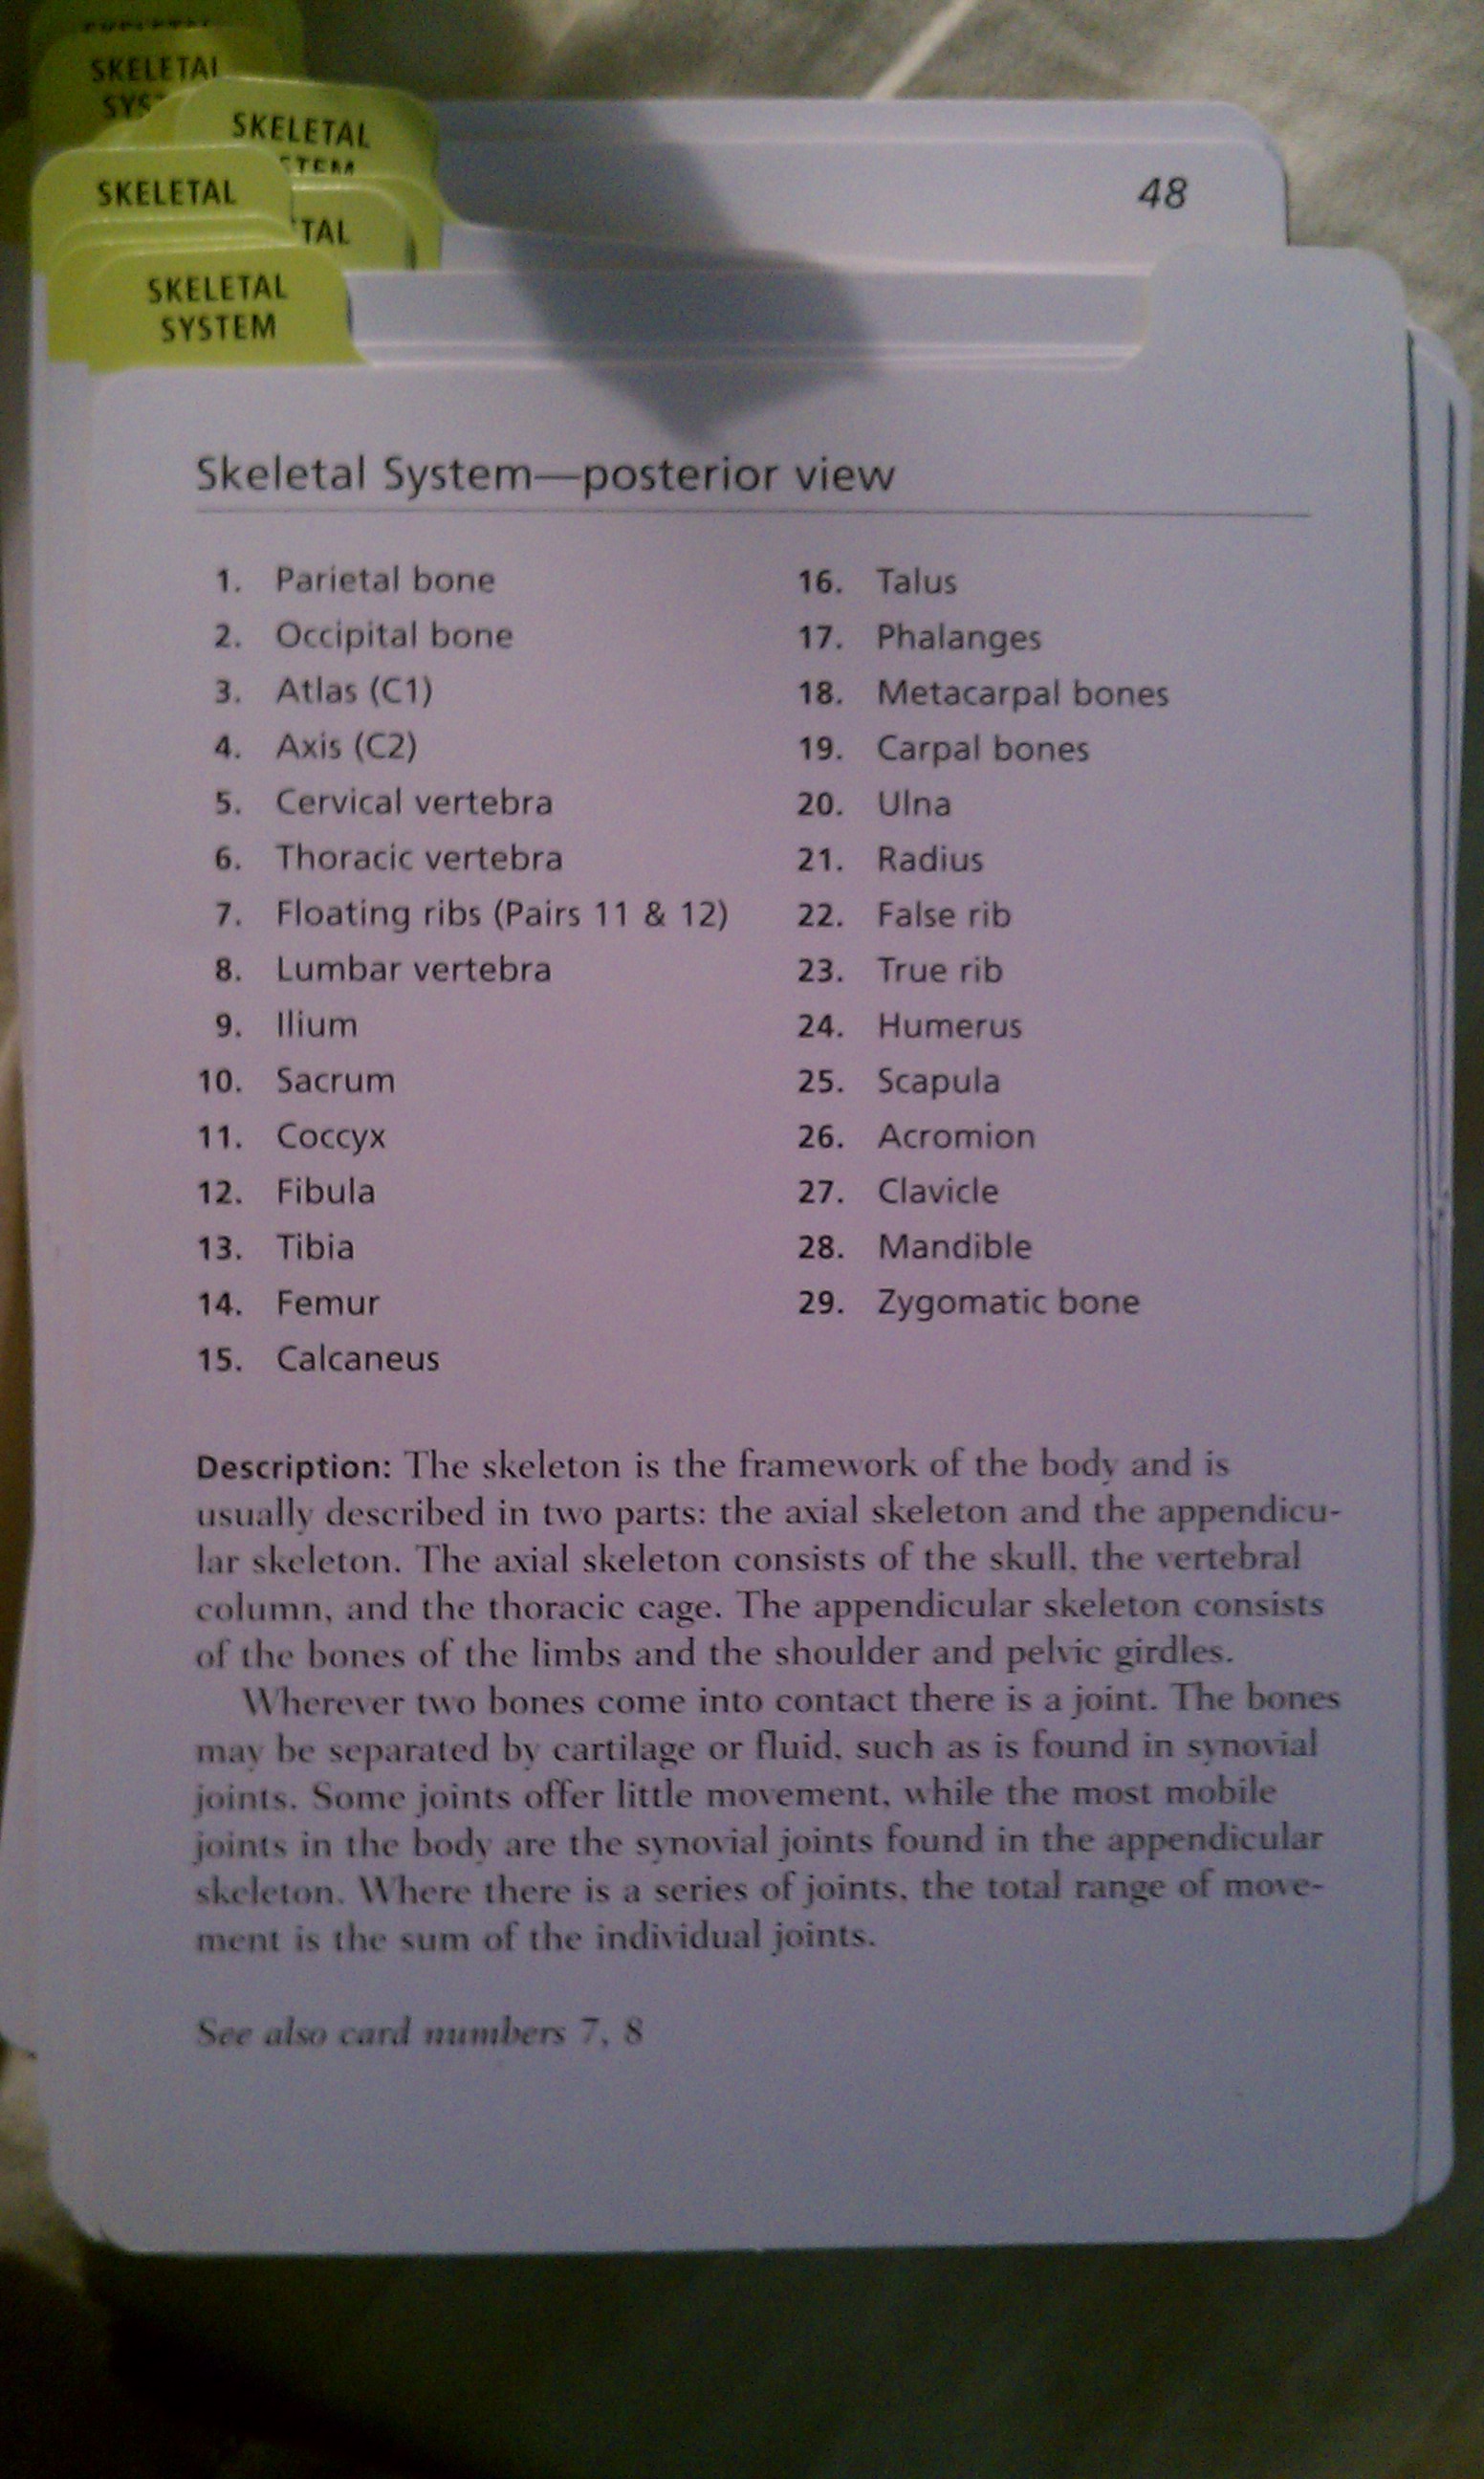 SKELETAL
SKELETAL
SKELETAL
TAL
48
SKELETAL
SYSTEM
Skeletal System—posterior view
1. Parietal bone
2. Occipital bone
3. Atlas (C1)
4. Axis (C2)
5. Cervical vertebra
6. Thoracic vertebra
7. Floating ribs (Pairs 11 & 12)
8. Lumbar vertebra
9. Ilium
10. Sacrum
11. Coccyx
12. Fibula
13. Tibia
14. Femur
15. Calcaneus
16. Talus
17. Phalanges
18. Metacarpal bones
19. Carpal bones
20. Ulna
21. Radius
22. False rib
23. True rib
24. Humerus
25. Scapula
26. Acromion
27. Clavicle
28. Mandible
29. Zygomatic bone
Description: The skeleton is the framework of the body and is
usually described in two parts: the axial skeleton and the appendicu-
lar skeleton. The axial skeleton consists of the skull, the vertebral
column, and the thoracic cage. The appendicular skeleton consists
of the bones of the limbs and the shoulder and pelvic girdles.
Wherever two bones come into contact there is a joint. The bones
may be separated by cartilage or fluid, such as is found in synovial
joints. Some joints offer little movement, while the most mobile
joints in the body are the synovial joints found in the appendicular
skeleton. Where there is a series of joints, the total range of move-
ment is the sum of the individual joints.
See also card numbers 7, 8